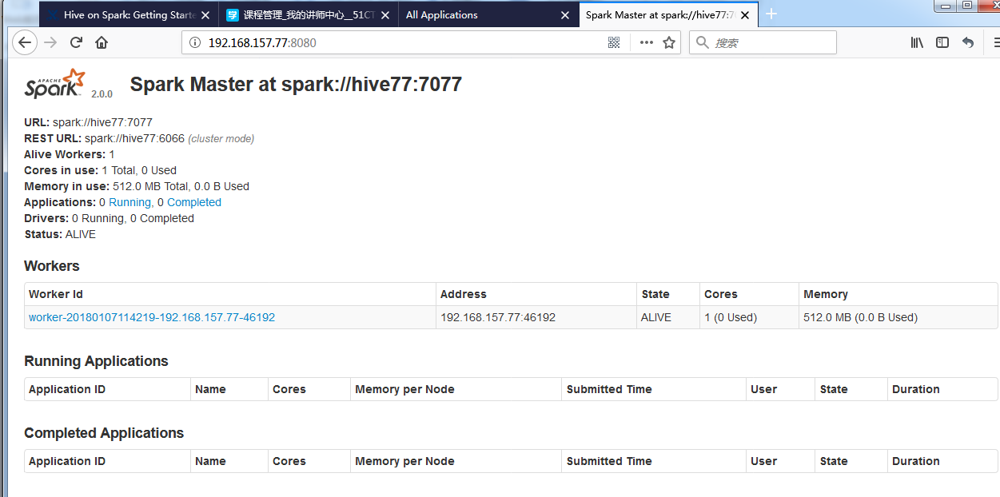 Hive on Spark: Getting Starte
课程管理_我的讲师中心__51CT
All Applications
Spark Master at spark://hive77:7
192.168.157.77:8080
搜索
APACHE Spark 2.0.0
Spark Master at spark://hive77:7077
URL: spark://hive77:7077
REST URL: spark://hive77:6066 (cluster mode)
Alive Workers: 1
Cores in use: 1 Total, 0 Used
Memory in use: 512.0 MB Total, 0.0 B Used
Applications: 0 Running, 0 Completed
Drivers: 0 Running, 0 Completed
Status: ALIVE
Workers
Worker Id Address State Cores Memory
worker-20180107114219-192.168.157.77-46192 192.168.157.77:46192 ALIVE 1 (0 Used) 512.0 MB (0.0 B Used)
Running Applications
Application ID Name Cores Memory per Node Submitted Time User State Duration
Completed Applications
Application ID Name Cores Memory per Node Submitted Time User State Duration